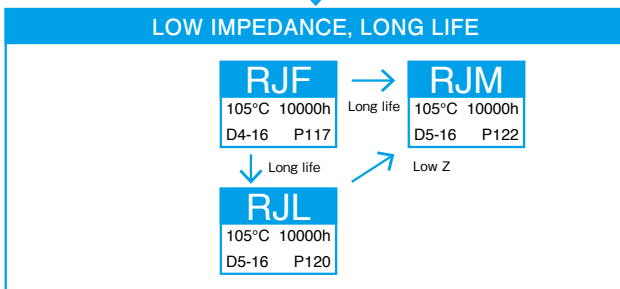 LOW IMPEDANCE, LONG LIFE
RJF
105°C 10000h
D4-16 P117
Long life
RJM
105°C 10000h
D5-16 P122
Long life
Low Z
RJL
105°C 10000h
D5-16 P120